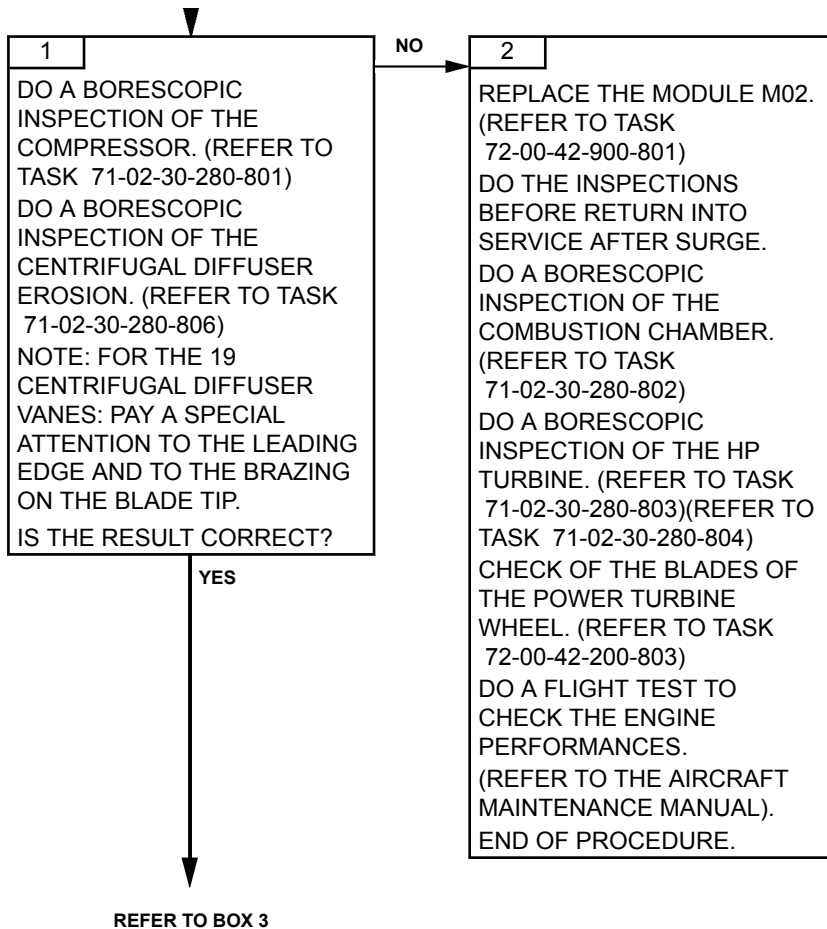 1
DO A BORESCOPIC
INSPECTION OF THE
COMPRESSOR. (REFER TO
TASK 71-02-30-280-801)
DO A BORESCOPIC
INSPECTION OF THE
CENTRIFUGAL DIFFUSER
EROSION. (REFER TO TASK
71-02-30-280-806)
NOTE: FOR THE 19
CENTRIFUGAL DIFFUSER
VANES: PAY A SPECIAL
ATTENTION TO THE LEADING
EDGE AND TO THE BRAZING
ON THE BLADE TIP.
IS THE RESULT CORRECT?
NO
2
REPLACE THE MODULE M02.
(REFER TO TASK
72-00-42-900-801)
DO THE INSPECTIONS
BEFORE RETURN INTO
SERVICE AFTER SURGE.
DO A BORESCOPIC
INSPECTION OF THE
COMBUSTION CHAMBER.
(REFER TO TASK
71-02-30-280-802)
DO A BORESCOPIC
INSPECTION OF THE HP
TURBINE. (REFER TO TASK
71-02-30-280-803)(REFER TO
TASK 71-02-30-280-804)
CHECK OF THE BLADES OF
THE POWER TURBINE
WHEEL. (REFER TO TASK
72-00-42-200-803)
DO A FLIGHT TEST TO
CHECK THE ENGINE
PERFORMANCES.
(REFER TO THE AIRCRAFT
MAINTENANCE MANUAL).
END OF PROCEDURE.
YES
REFER TO BOX 3